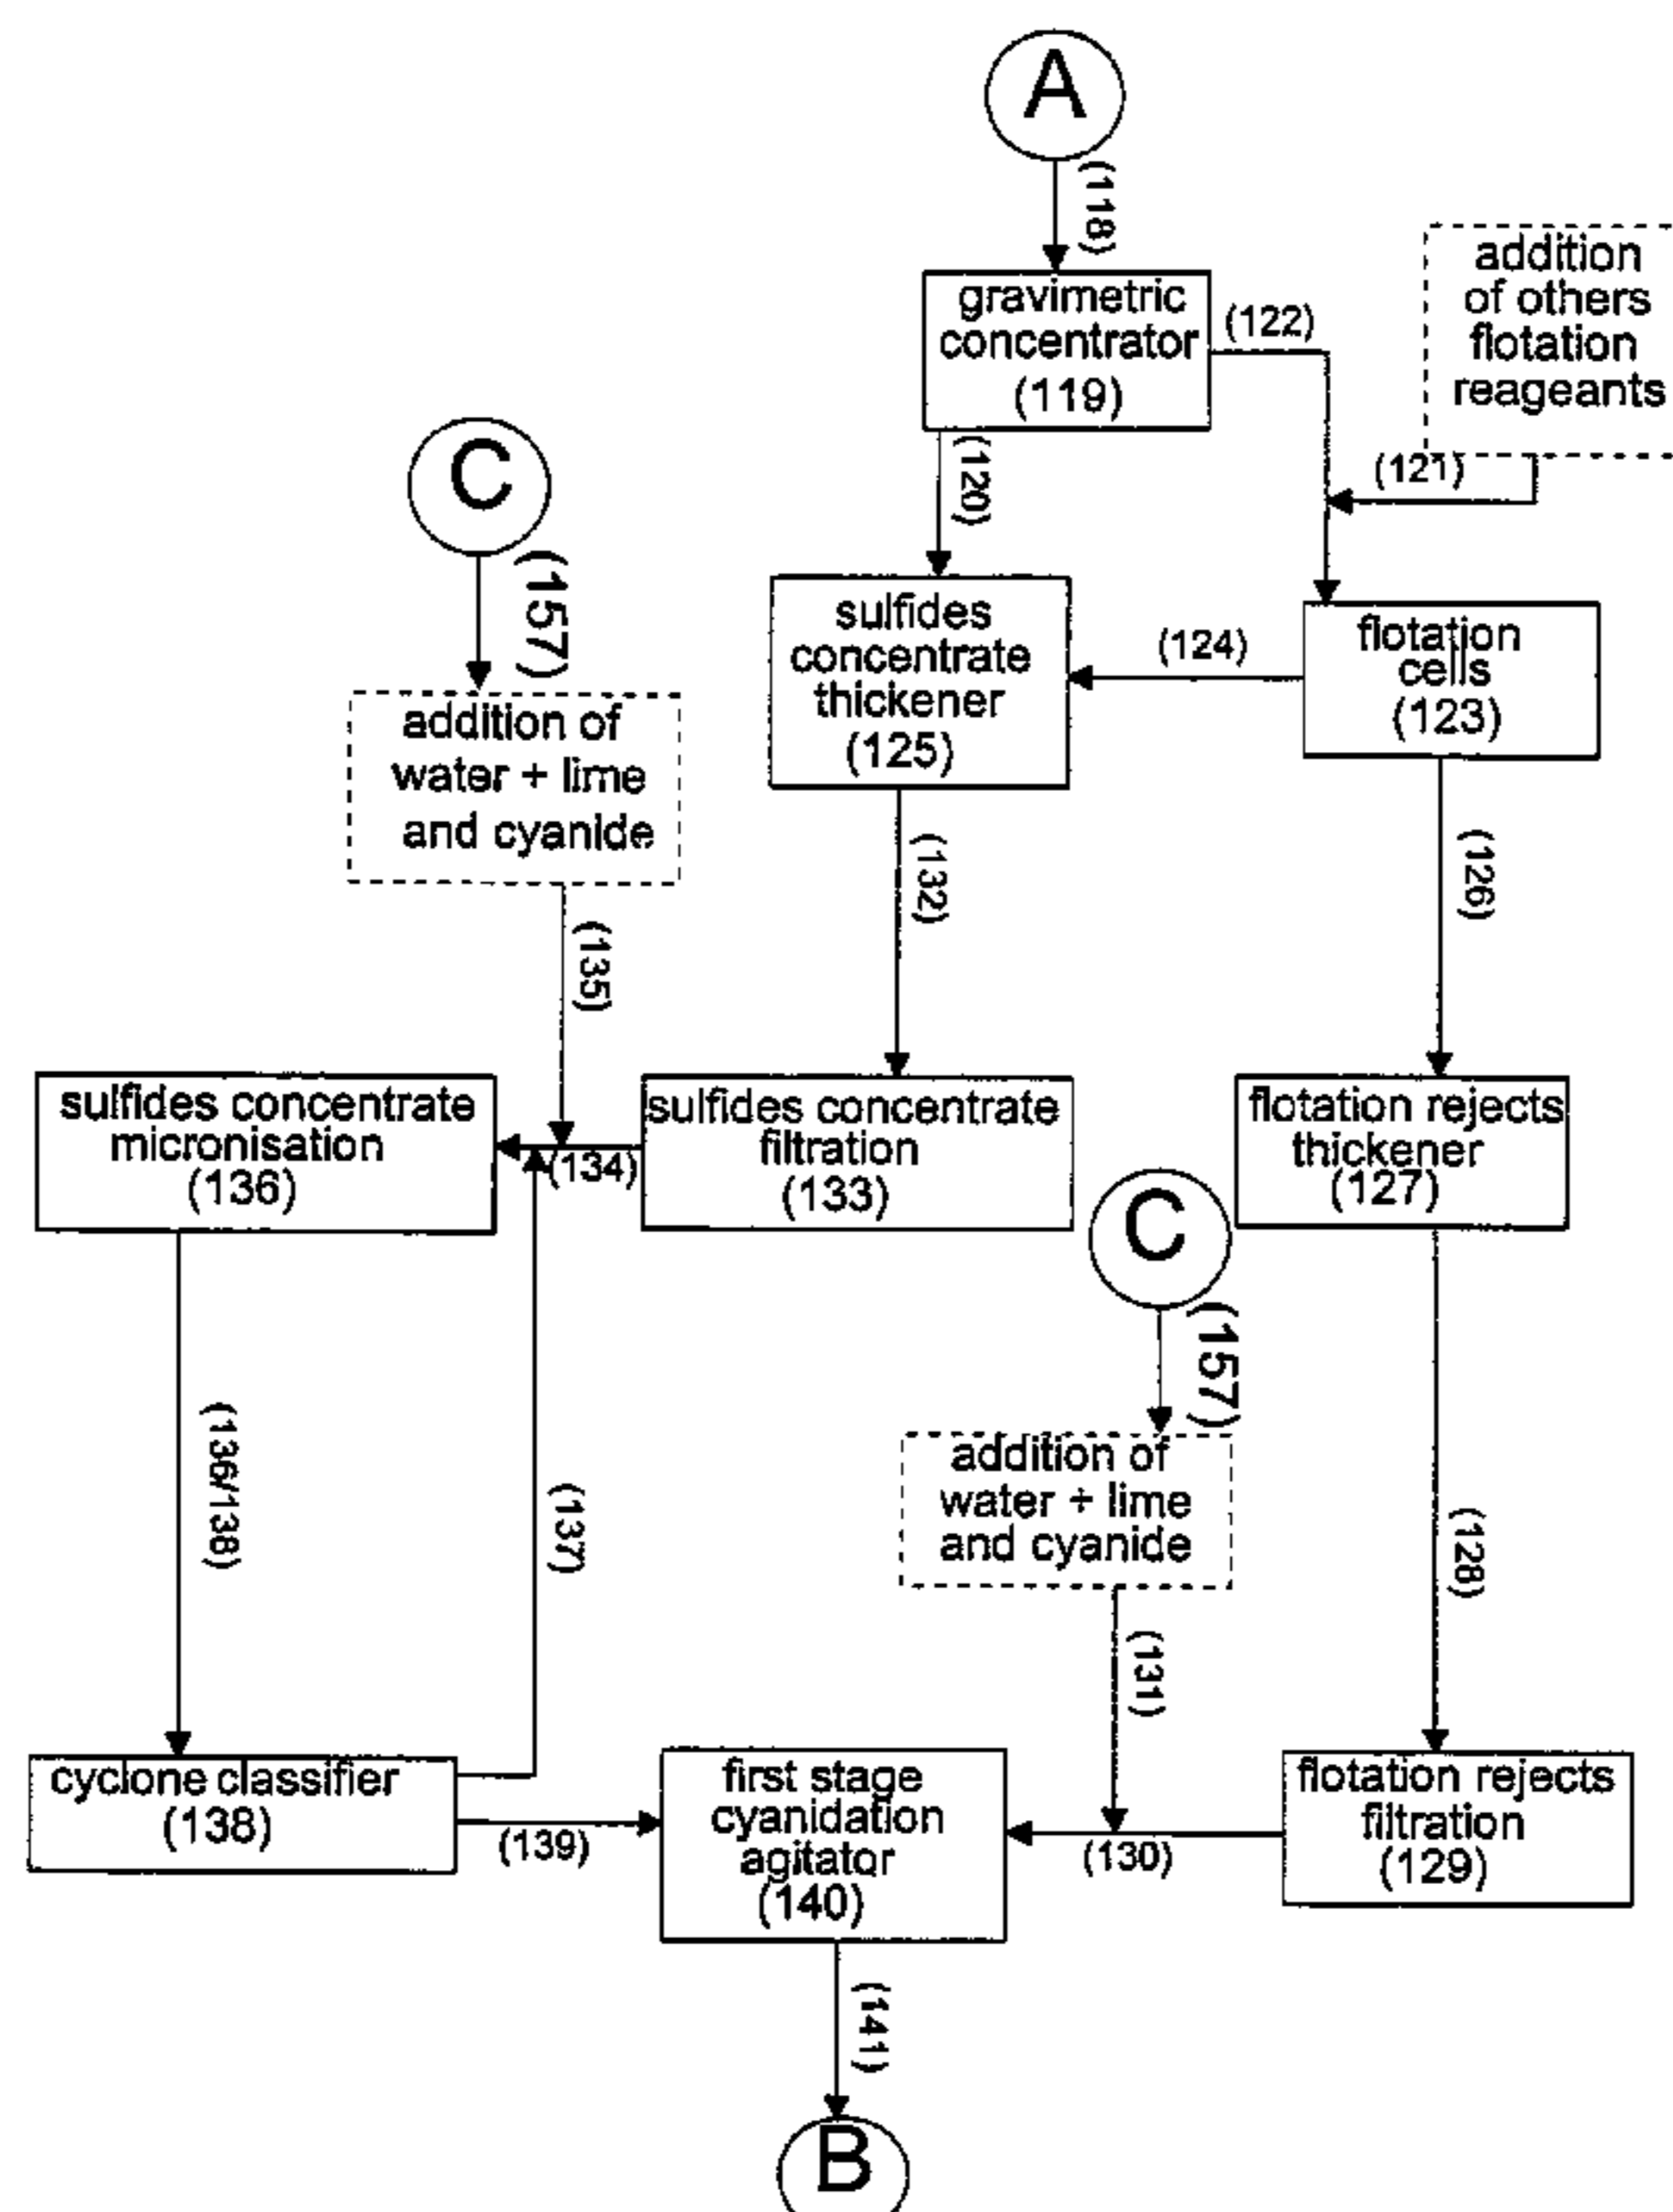 A
(118)
gravimetric
concentrator
(119)
(122)
addition
of others
flotation
reageants
(121)
(120)
C
(157)
addition of
water + lime
and cyanide
sulfides
concentrate
thickener
(125)
(124)
flotation
cells
(123)
(132)
(126)
(135)
sulfides concentrate
micronisation
(136)
(134)
sulfides concentrate
filtration
(133)
flotation rejects
thickener
(127)
C
(157)
addition of
water + lime
and cyanide
(136/138)
(137)
(131)
(128)
cyclone classifier
(138)
(139)
first stage
cyanidation
agitator
(140)
(130)
flotation rejects
filtration
(129)
(141)
B